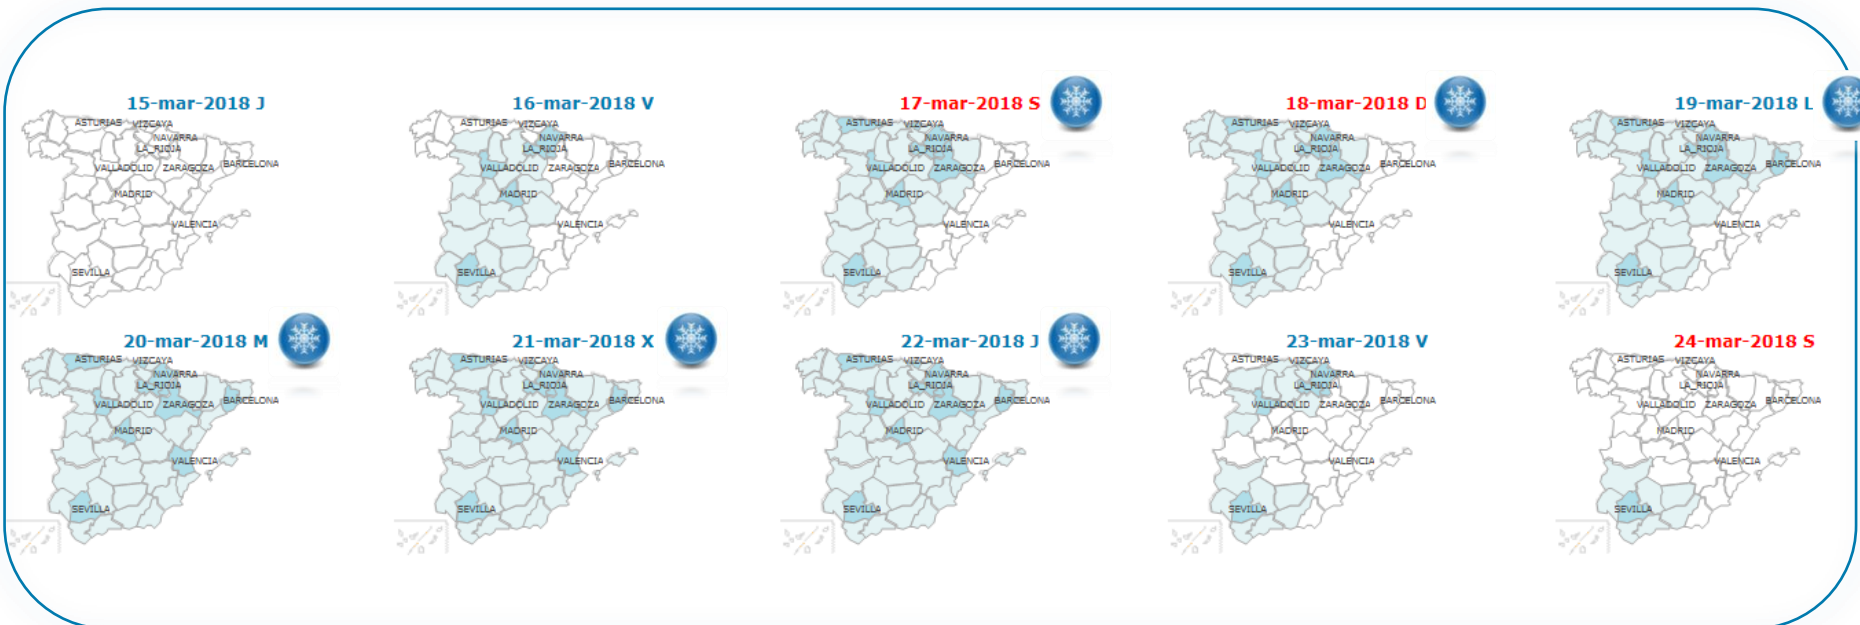 15-mar-2018 J
ASTURIAS VIZCAYA
NAVARRA
LA_RIOJA
VALLADOLID ZARAGOZA BARCELONA
MADRID
VALENCIA
SEVILLA
16-mar-2018 V
ASTURIAS VIZCAYA
NAVARRA
LA_RIOJA
VALLADOLID ZARAGOZA BARCELONA
MADRID
VALENCIA
SEVILLA
17-mar-2018 S
ASTURIAS VIZCAYA
NAVARRA
LA_RIOJA
VALLADOLID ZARAGOZA BARCELONA
MADRID
VALENCIA
SEVILLA
18-mar-2018 D
ASTURIAS VIZCAYA
NAVARRA
LA_RIOJA
VALLADOLID ZARAGOZA BARCELONA
MADRID
VALENCIA
SEVILLA
19-mar-2018 L
ASTURIAS VIZCAYA
NAVARRA
LA_RIOJA
VALLADOLID ZARAGOZA BARCELONA
MADRID
VALENCIA
SEVILLA
20-mar-2018 M
ASTURIAS VIZCAYA
NAVARRA
LA_RIOJA
VALLADOLID ZARAGOZA BARCELONA
MADRID
VALENCIA
SEVILLA
21-mar-2018 X
ASTURIAS VIZCAYA
NAVARRA
LA_RIOJA
VALLADOLID ZARAGOZA BARCELONA
MADRID
VALENCIA
SEVILLA
22-mar-2018 J
ASTURIAS VIZCAYA
NAVARRA
LA_RIOJA
VALLADOLID ZARAGOZA BARCELONA
MADRID
VALENCIA
SEVILLA
23-mar-2018 V
ASTURIAS VIZCAYA
NAVARRA
LA_RIOJA
VALLADOLID ZARAGOZA BARCELONA
MADRID
VALENCIA
SEVILLA
24-mar-2018 S
ASTURIAS VIZCAYA
NAVARRA
LA_RIOJA
VALLADOLID ZARAGOZA BARCELONA
MADRID
VALENCIA
SEVILLA